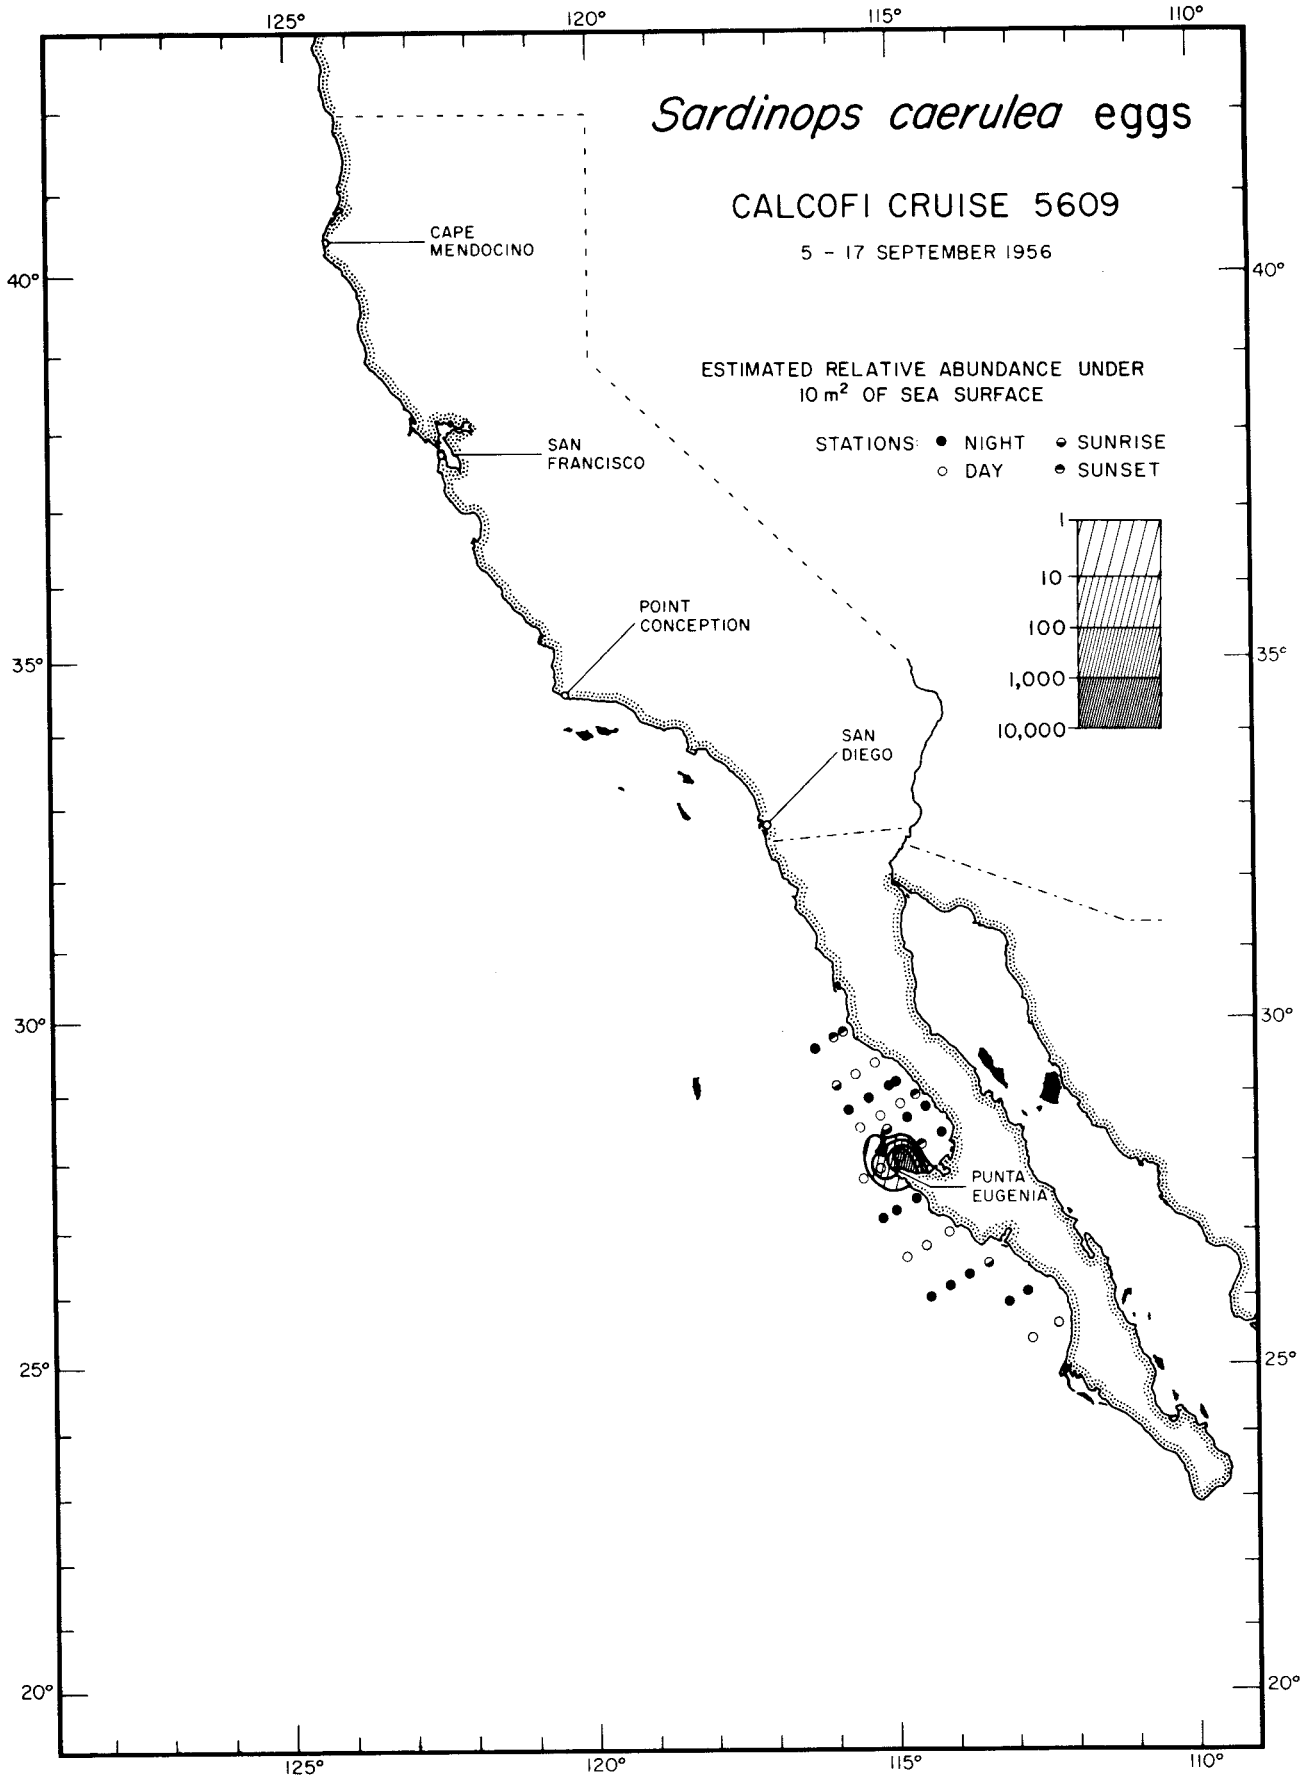 125°
120°
115°
110°
Sardinops caerulea eggs
CALCOFI CRUISE 5609
5 – 17 SEPTEMBER 1956
CAPE
MENDOCINO
40°
40°
ESTIMATED RELATIVE ABUNDANCE UNDER
10 m² OF SEA SURFACE
STATIONS: ● NIGHT ◒ SUNRISE
○ DAY ◓ SUNSET
SAN
FRANCISCO
1
10
100
1,000
10,000
POINT
CONCEPTION
35°
35°
SAN
DIEGO
30°
30°
PUNTA
EUGENIA
25°
25°
20°
20°
125°
120°
115°
110°